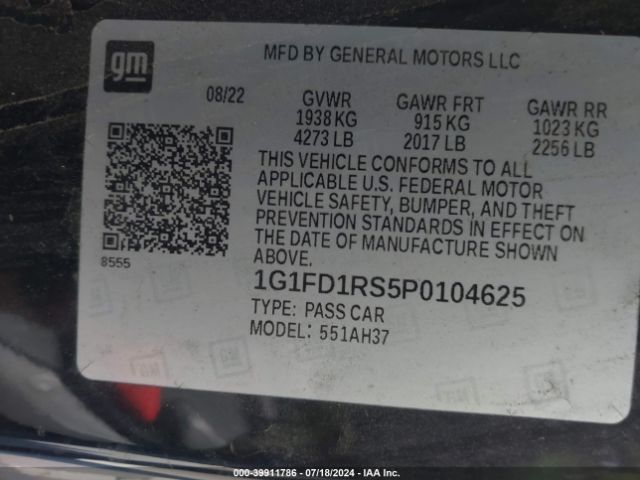 gm
MFD BY GENERAL MOTORS LLC
08/22
GVWR GAWR FRT GAWR RR
1938 KG 915 KG 1023 KG
4273 LB 2017 LB 2256 LB
THIS VEHICLE CONFORMS TO ALL
APPLICABLE U.S. FEDERAL MOTOR
VEHICLE SAFETY, BUMPER, AND THEFT
PREVENTION STANDARDS IN EFFECT ON
THE DATE OF MANUFACTURE SHOWN
ABOVE.
8555
1G1FD1RS5P0104625
TYPE: PASS CAR
MODEL: 551AH37
000-39911786 - 07/18/2024 - IAA Inc.